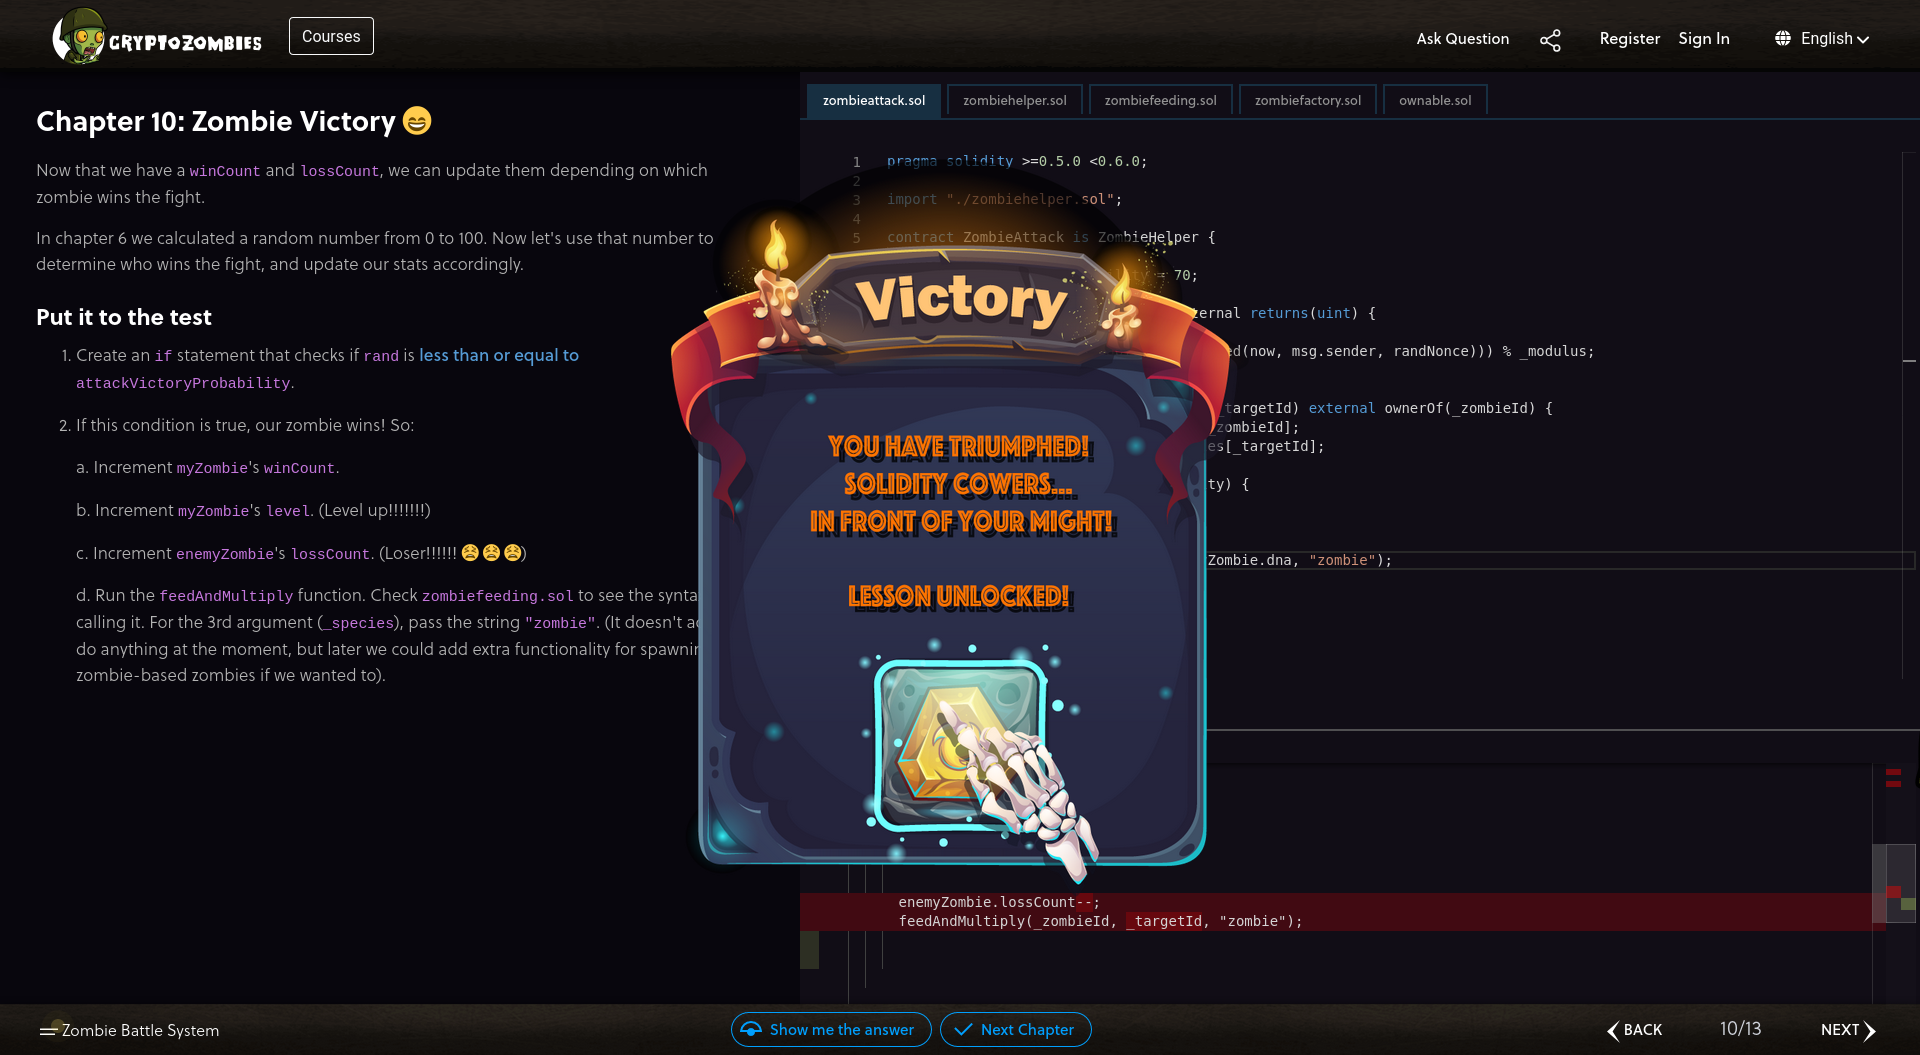 CRYPTOZOMBIES
Courses
Ask Question
Register
Sign In
English
Chapter 10: Zombie Victory 😄
Now that we have a winCount and lossCount, we can update them depending on which
zombie wins the fight.
In chapter 6 we calculated a random number from 0 to 100. Now let's use that number to
determine who wins the fight, and update our stats accordingly.
Put it to the test
1. Create an if statement that checks if rand is less than or equal to
attackVictoryProbability.
2. If this condition is true, our zombie wins! So:
a. Increment myZombie's winCount.
b. Increment myZombie's level. (Level up!!!!!!!)
c. Increment enemyZombie's lossCount. (Loser!!!!!! 😫😫😫)
d. Run the feedAndMultiply function. Check zombiefeeding.sol to see the synta
calling it. For the 3rd argument (_species), pass the string "zombie". (It doesn't a
do anything at the moment, but later we could add extra functionality for spawni
zombie-based zombies if we wanted to).
zombieattack.sol
zombiehelper.sol
zombiefeeding.sol
zombiefactory.sol
ownable.sol
1 pragma solidity >=0.5.0 <0.6.0;
2
3 import "./zombiehelper.sol";
4
5 contract ZombieAttack is ZombieHelper {
= 70;
ernal returns(uint) {
ed(now, msg.sender, randNonce))) % _modulus;
_targetId) external ownerOf(_zombieId) {
_zombieId];
es[_targetId];
ty) {
Zombie.dna, "zombie");
Victory
YOU HAVE TRIUMPHED!
SOLIDITY COWERS...
IN FRONT OF YOUR MIGHT!
LESSON UNLOCKED!
enemyZombie.lossCount--;
feedAndMultiply(_zombieId, _targetId, "zombie");
Zombie Battle System
Show me the answer
Next Chapter
BACK
10/13
NEXT